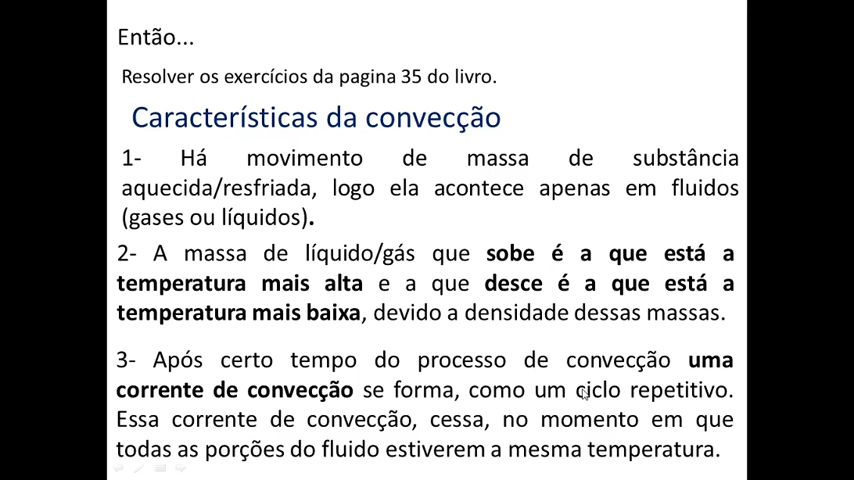 Então...
Resolver os exercícios da pagina 35 do livro.
Características da convecção
1- Há movimento de massa de substância
aquecida/resfriada, logo ela acontece apenas em fluidos
(gases ou líquidos).
2- A massa de líquido/gás que sobe é a que está a
temperatura mais alta e a que desce é a que está a
temperatura mais baixa, devido a densidade dessas massas.
3- Após certo tempo do processo de convecção uma
corrente de convecção se forma, como um ciclo repetitivo.
Essa corrente de convecção, cessa, no momento em que
todas as porções do fluido estiverem a mesma temperatura.